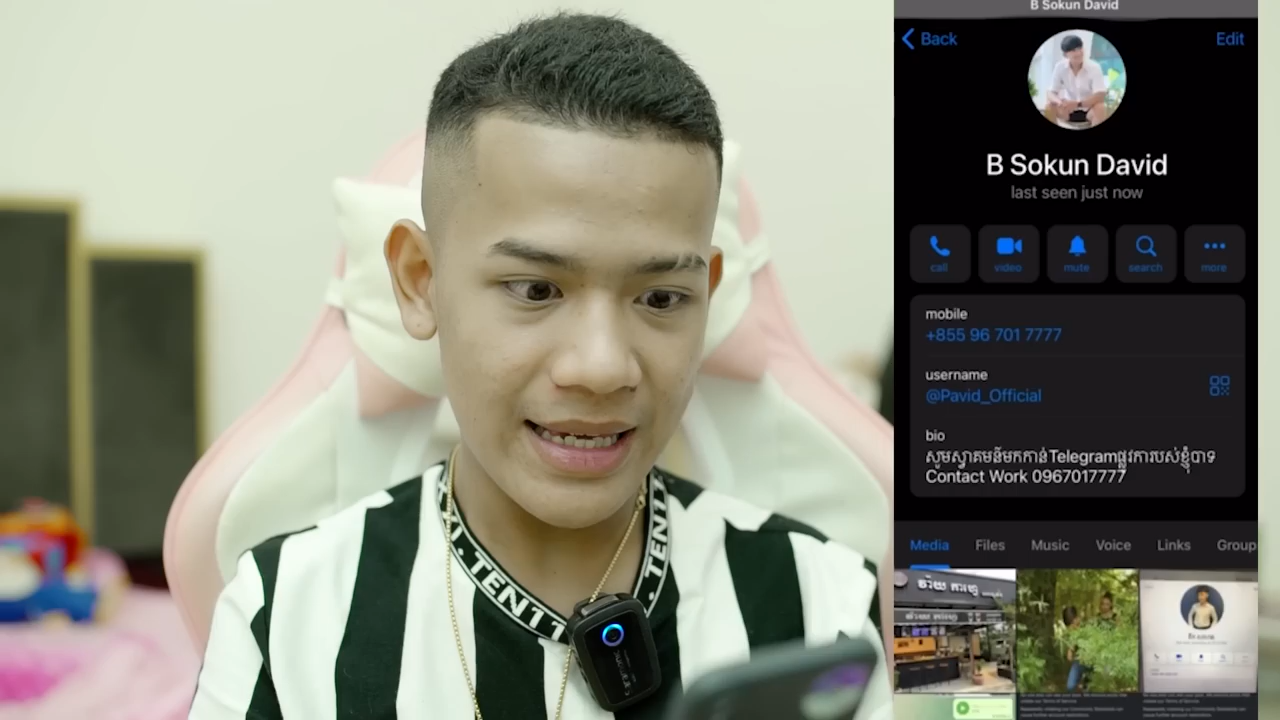 B Sokun David
Back
Edit
B Sokun David
last seen just now
call
video
mute
search
more
mobile
+855 96 701 7777
username
@Pavid_Official
bio
សូមស្វាគមន៍មកកាន់Telegramផ្លូវការរបស់ខ្ញុំបាទ
Contact Work 0967017777
Media
Files
Music
Voice
Links
Group
TEN11
TEN1